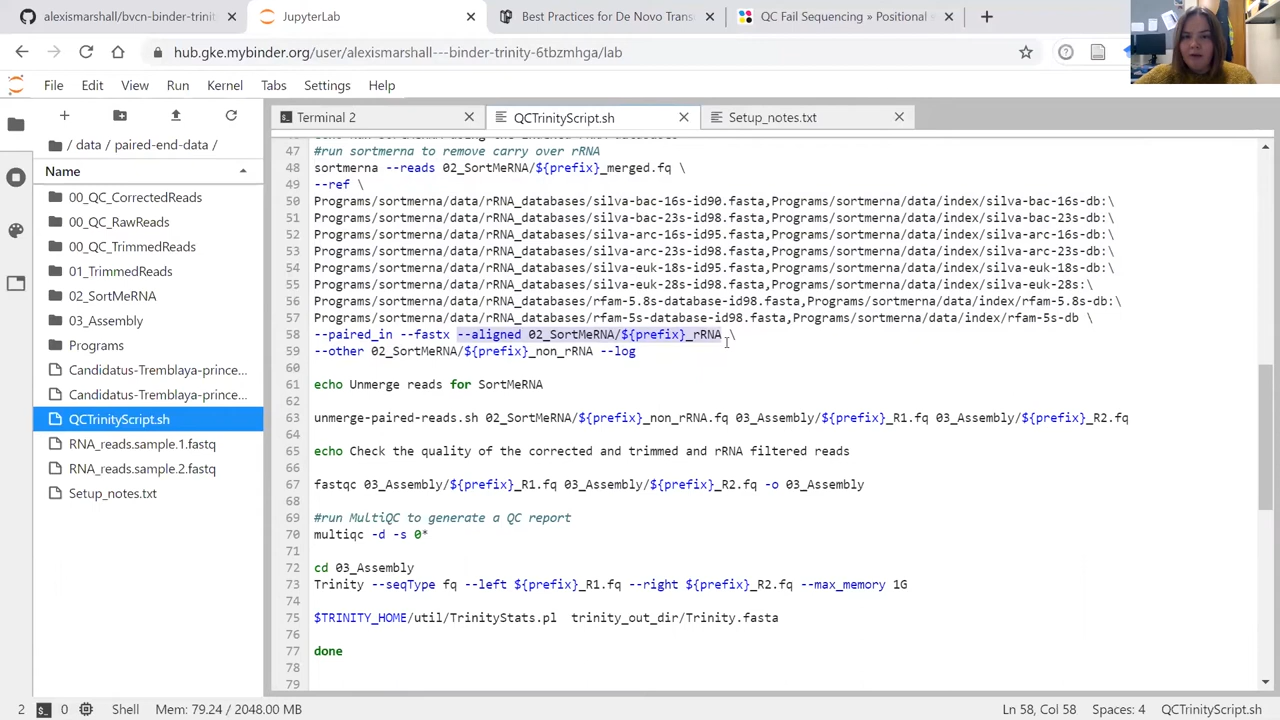 alexismarshall/bvcn-binder-trinit
JupyterLab
Best Practices for De Novo Trans
QC Fail Sequencing » Positional
hub.gke.mybinder.org/user/alexismarshall---binder-trinity-6tbzmhga/lab
File Edit View Run Kernel Tabs Settings Help
Terminal 2
QCTrinityScript.sh
Setup_notes.txt
/ data / paired-end-data /
Name
00_QC_CorrectedReads
00_QC_RawReads
00_QC_TrimmedReads
01_TrimmedReads
02_SortMeRNA
03_Assembly
Programs
Candidatus-Tremblaya-prince...
Candidatus-Tremblaya-prince...
QCTrinityScript.sh
RNA_reads.sample.1.fastq
RNA_reads.sample.2.fastq
Setup_notes.txt
47 #run sortmerna to remove carry over rRNA
48 sortmerna --reads 02_SortMeRNA/${prefix}_merged.fq \
49 --ref \
50 Programs/sortmerna/data/rRNA_databases/silva-bac-16s-id90.fasta,Programs/sortmerna/data/index/silva-bac-16s-db:\
51 Programs/sortmerna/data/rRNA_databases/silva-bac-23s-id98.fasta,Programs/sortmerna/data/index/silva-bac-23s-db:\
52 Programs/sortmerna/data/rRNA_databases/silva-arc-16s-id95.fasta,Programs/sortmerna/data/index/silva-arc-16s-db:\
53 Programs/sortmerna/data/rRNA_databases/silva-arc-23s-id98.fasta,Programs/sortmerna/data/index/silva-arc-23s-db:\
54 Programs/sortmerna/data/rRNA_databases/silva-euk-18s-id95.fasta,Programs/sortmerna/data/index/silva-euk-18s-db:\
55 Programs/sortmerna/data/rRNA_databases/silva-euk-28s-id98.fasta,Programs/sortmerna/data/index/silva-euk-28s:\
56 Programs/sortmerna/data/rRNA_databases/rfam-5.8s-database-id98.fasta,Programs/sortmerna/data/index/rfam-5.8s-db:\
57 Programs/sortmerna/data/rRNA_databases/rfam-5s-database-id98.fasta,Programs/sortmerna/data/index/rfam-5s-db \
58 --paired_in --fastx --aligned 02_SortMeRNA/${prefix}_rRNA \
59 --other 02_SortMeRNA/${prefix}_non_rRNA --log
60
61 echo Unmerge reads for SortMeRNA
62
63 unmerge-paired-reads.sh 02_SortMeRNA/${prefix}_non_rRNA.fq 03_Assembly/${prefix}_R1.fq 03_Assembly/${prefix}_R2.fq
64
65 echo Check the quality of the corrected and trimmed and rRNA filtered reads
66
67 fastqc 03_Assembly/${prefix}_R1.fq 03_Assembly/${prefix}_R2.fq -o 03_Assembly
68
69 #run MultiQC to generate a QC report
70 multiqc -d -s 0*
71
72 cd 03_Assembly
73 Trinity --seqType fq --left ${prefix}_R1.fq --right ${prefix}_R2.fq --max_memory 1G
74
75 $TRINITY_HOME/util/TrinityStats.pl trinity_out_dir/Trinity.fasta
76
77 done
78
79
2 0 Shell Mem: 79.24 / 2048.00 MB Ln 58, Col 58 Spaces: 4 QCTrinityScript.sh